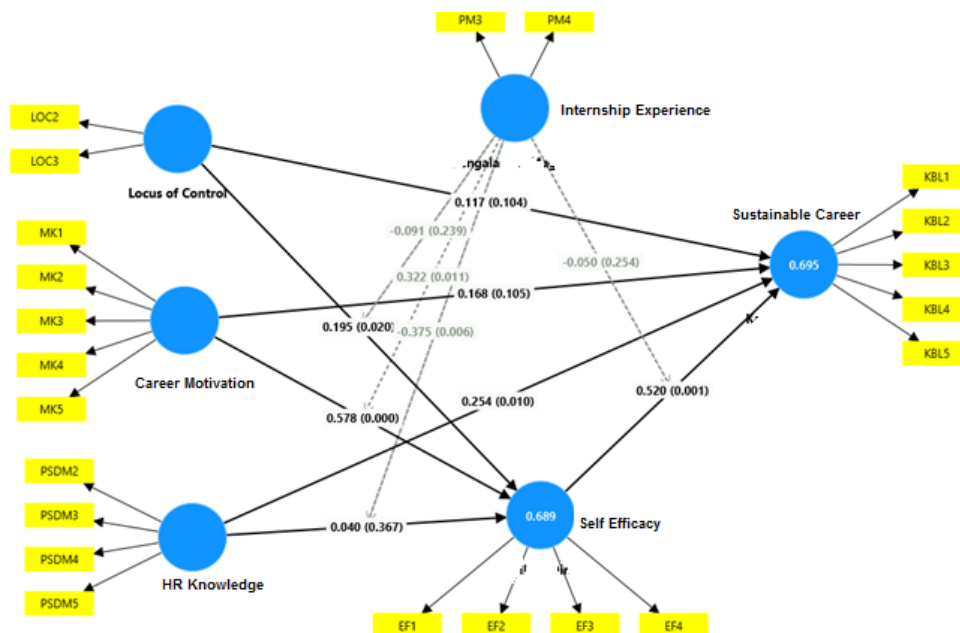 PM3
PM4
Internship Experience
LOC2
LOC3
Locus of Control
0.117 (0.104)
KBL1
KBL2
KBL3
KBL4
KBL5
Sustainable Career
0.695
MK1
MK2
MK3
MK4
MK5
Career Motivation
-0.091 (0.239)
-0.050 (0.254)
0.322 (0.011)
0.168 (0.105)
0.195 (0.020)
-0.375 (0.006)
0.578 (0.000)
0.254 (0.010)
0.520 (0.001)
PSDM2
PSDM3
PSDM4
PSDM5
HR Knowledge
0.040 (0.367)
0.689
Self Efficacy
EF1
EF2
EF3
EF4